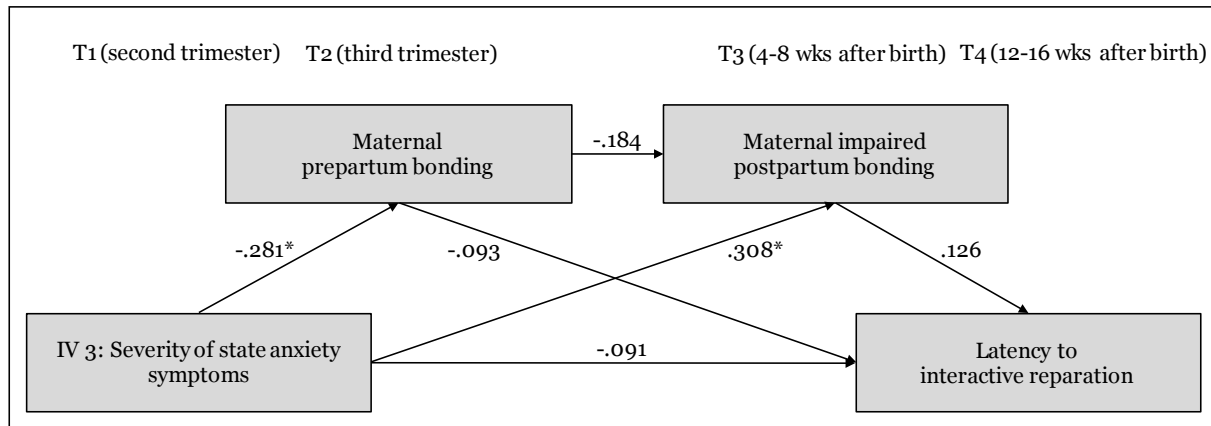 T1 (second trimester) T2 (third trimester) T3 (4-8 wks after birth) T4 (12-16 wks after birth)
Maternal
prepartum bonding
-.184
Maternal impaired
postpartum bonding
-.281*
-.093
.308*
.126
IV 3: Severity of state anxiety
symptoms
-.091
Latency to
interactive reparation